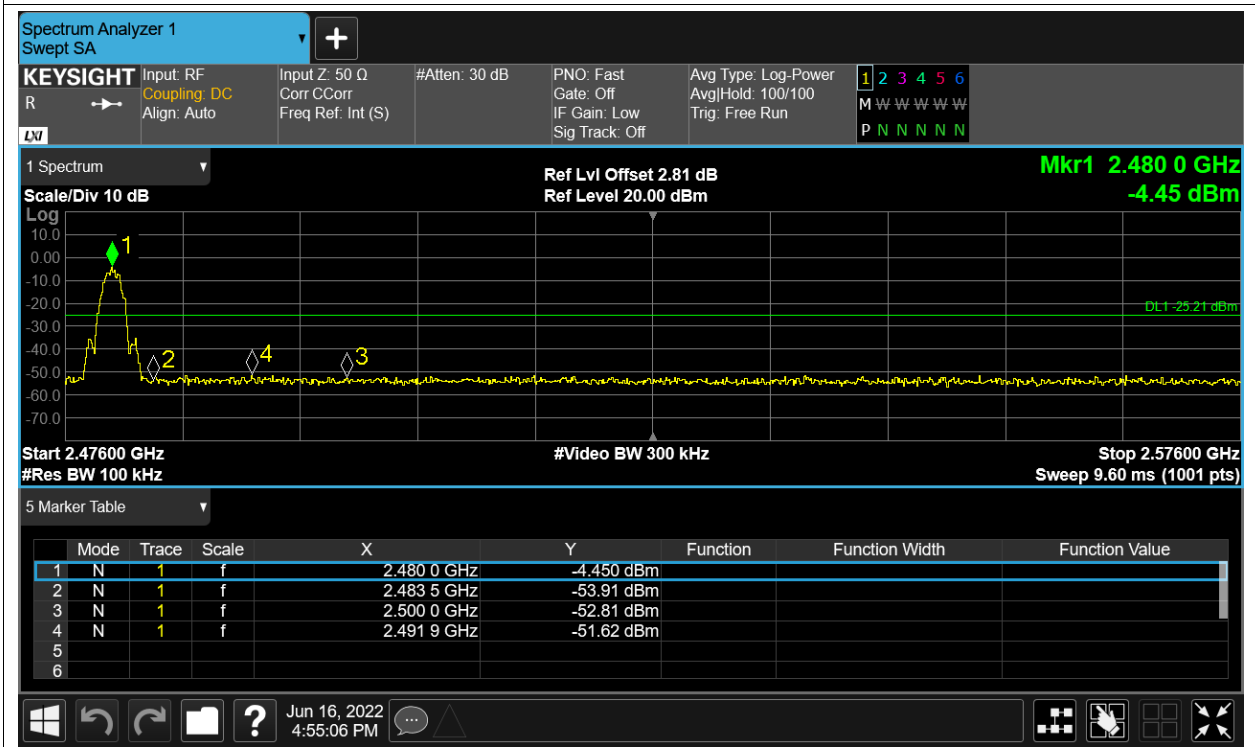 Spectrum Analyzer 1
Swept SA
KEYSIGHT Input: RF Input Z: 50 Ω #Atten: 30 dB PNO: Fast Avg Type: Log-Power 1 2 3 4 5 6
R Coupling: DC Corr CCorr Gate: Off Avg|Hold: 100/100 M W W W W W
Align: Auto Freq Ref: Int (S) IF Gain: Low Trig: Free Run
LXI Sig Track: Off P N N N N N
1 Spectrum Ref Lvl Offset 2.81 dB Mkr1 2.480 0 GHz
Scale/Div 10 dB Ref Level 20.00 dBm -4.45 dBm
Log
10.0
1
0.00
-10.0
-20.0
DL1 -25.21 dBm
-30.0
-40.0
2 4 3
-50.0
-60.0
-70.0
Start 2.47600 GHz #Video BW 300 kHz Stop 2.57600 GHz
#Res BW 100 kHz Sweep 9.60 ms (1001 pts)
5 Marker Table
Mode Trace Scale X Y Function Function Width Function Value
1 N 1 f 2.480 0 GHz -4.450 dBm
2 N 1 f 2.483 5 GHz -53.91 dBm
3 N 1 f 2.500 0 GHz -52.81 dBm
4 N 1 f 2.491 9 GHz -51.62 dBm
5
6
? Jun 16, 2022
4:55:06 PM